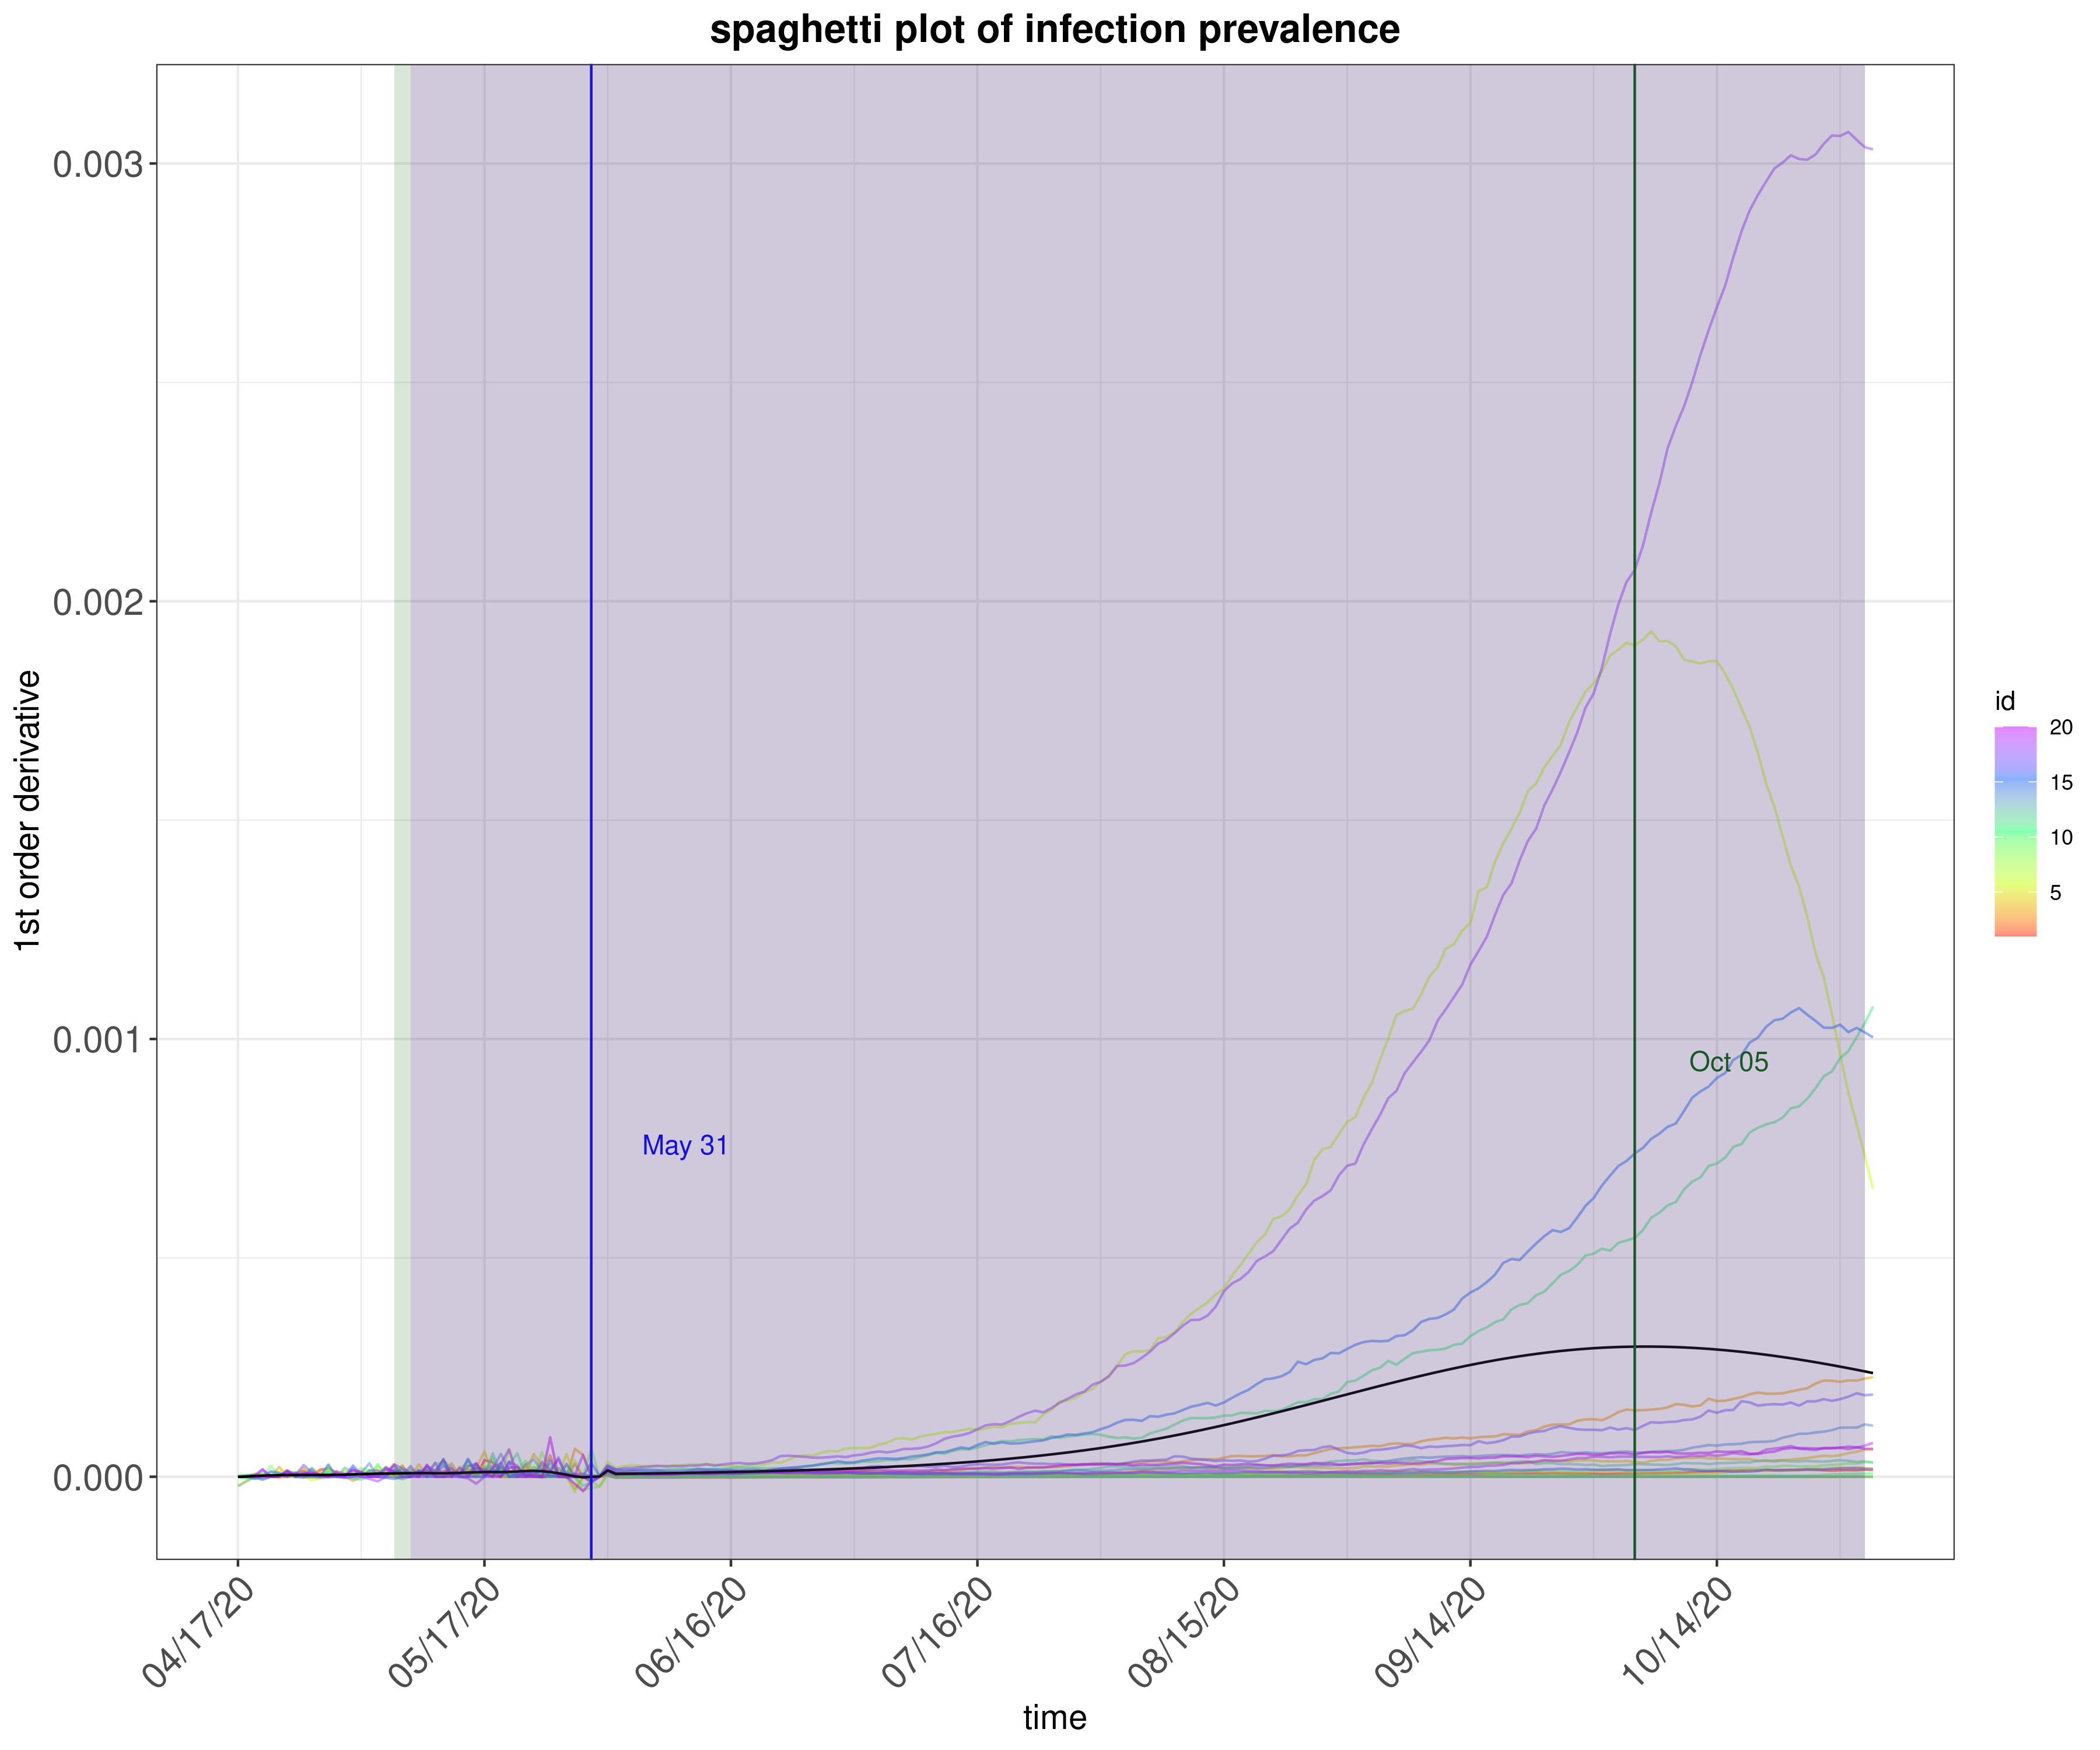 spaghetti plot of infection prevalence
0.003
0.002
0.001
0.000
1st order derivative
May 31
Oct 05
id
20
15
10
5
04/17/20
05/17/20
06/16/20
07/16/20
08/15/20
09/14/20
10/14/20
time